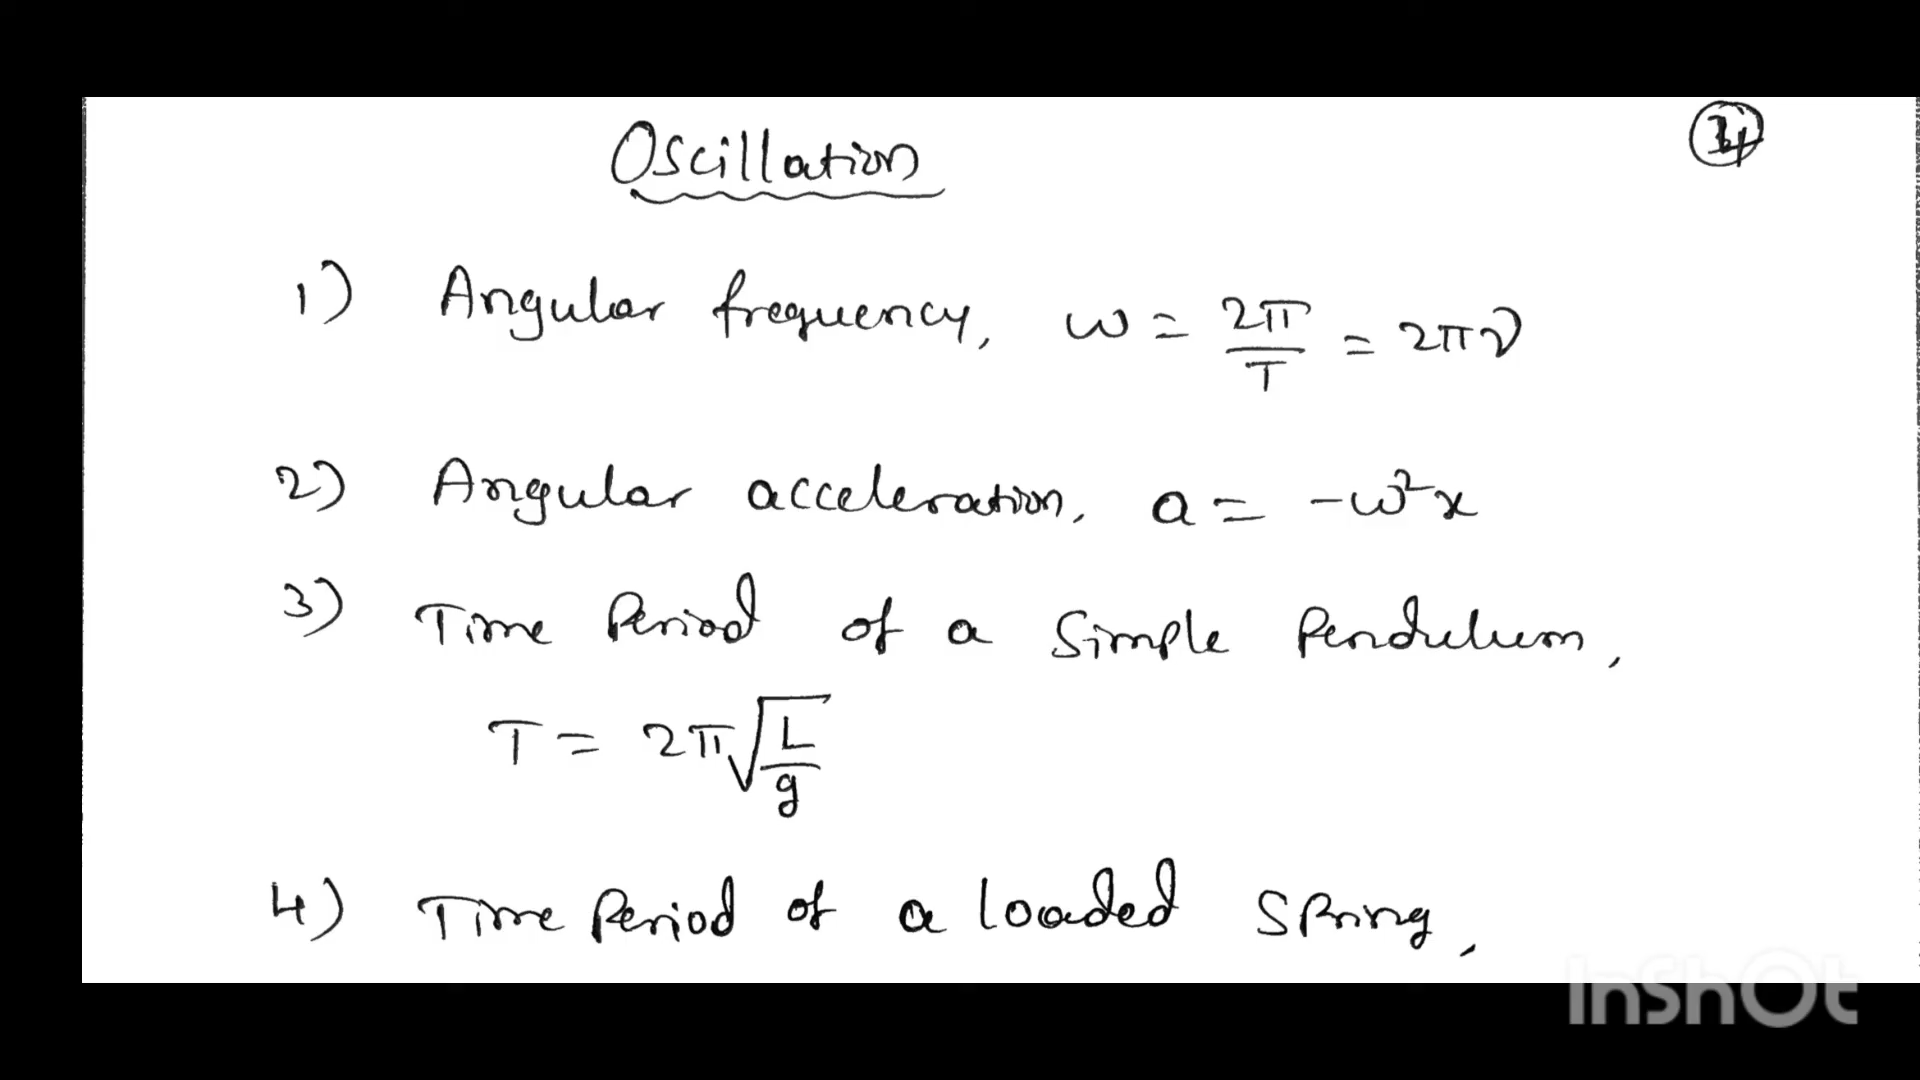 Oscillation
1) Angular frequency, ω = 2π/T = 2πν
2) Angular acceleration, a = -ω²x
3) Time Period of a Simple Pendulum,
T = 2π√(L/g)
4) Time Period of a loaded Spring,
InShOt